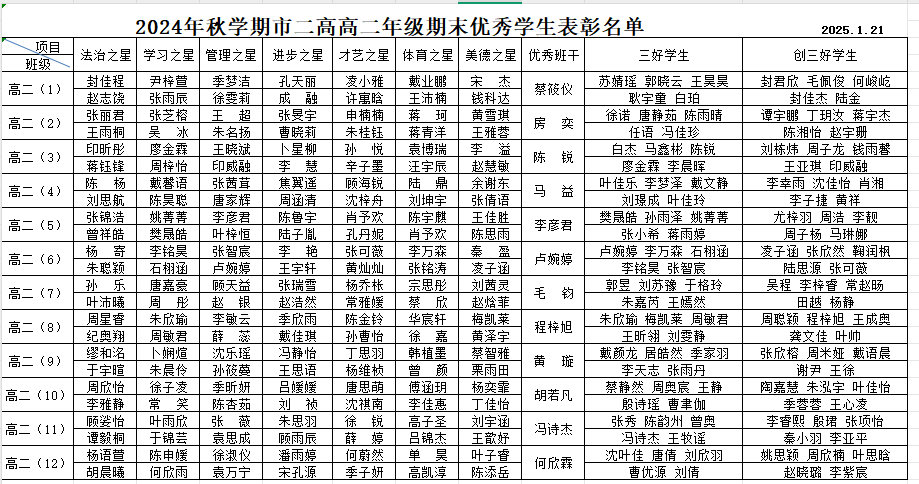 2024年秋学期市二高高二年级期末优秀学生表彰名单
2025.1.21
项目 法治之星 学习之星 管理之星 进步之星 才艺之星 体育之星 美德之星 优秀班干 三好学生 创三好学生
班级
高二（1） 封佳程 尹梓萱 季梦洁 孔天丽 凌小雅 戴业鹏 宋 杰 蔡筱仪 苏婧瑶 郭晓云 王昊昊 封君欣 毛佩俊 何峻屹
赵志饶 张雨辰 徐雯莉 成 融 许寓晗 王沛楠 钱科达 耿宇童 白珀 封佳杰 陆金
高二（2） 张丽君 张芝榕 王 超 张旻宇 申楠楠 蒋 珂 黄雪琪 房 奕 徐诺 唐静茹 陈雨晴 谭宇鹏 丁玥汝 蒋宇杰
王雨桐 吴 冰 朱名扬 曹晓莉 朱桂钰 蒋青洋 王雅蓉 任语 冯佳珍 陈湘怡 赵宇珊
高二（3） 印昕彤 廖金霖 王晓斌 卜星柳 孙 悦 袁博瑞 李 溢 陈 锐 白杰 马鑫彬 陈锐 刘栋炜 周子龙 钱雨馨
蒋钰锋 周梓怡 印威融 李 慧 辛子墨 汪宇辰 赵慧敏 廖金霖 李晨晖 王亚琪 印威融
高二（4） 陈 杨 戴馨语 张茜茸 焦翼遥 顾海锐 陆 鼎 余谢东 马 益 叶佳乐 李梦泽 戴文静 李幸雨 沈佳怡 肖湘
刘思航 陈昊聪 唐家辉 周涵清 沈梓舟 刘坤宇 张倩语 刘璟成 叶佳玲 李子捷 黄祥
高二（5） 张锦浩 姚菁菁 李彦君 陈鲁宇 肖予欢 陈宇麒 王佳胜 李彦君 樊晟皓 孙雨泽 姚菁菁 尤梓羽 周浩 李靓
曾祥皓 樊晟皓 叶梓恒 陆子胤 孔丹妮 肖予欢 陈思雨 张小希 蒋雨婷 周子杨 马琳娜
高二（6） 杨 寄 李铭昊 张智宸 李 艳 张可薇 李万森 秦 盈 卢婉婷 卢婉婷 李万森 石栩涵 凌子涵 张欣然 鞠润枫
朱聪颖 石栩涵 卢婉婷 王宇轩 黄灿灿 张铭涛 凌子涵 李铭昊 张智宸 陆思源 张可薇
高二（7） 孙 乐 唐嘉豪 顾天益 张瑞雪 杨乔栋 宗思彤 刘茜灵 毛 钧 郭昱 刘苏豫 于格玲 吴程 李梓睿 常赵旸
叶沛曦 周 彤 赵 银 赵浩然 常雅媛 蔡 欣 赵焓菲 朱嘉芮 王嫣然 田越 杨静
高二（8） 周星睿 朱欣瑜 李敏云 季欣雨 陈金铃 华宸轩 梅凯莱 程梓旭 朱欣瑜 梅凯莱 周敏君 周聪颖 程梓旭 王成奥
纪奥翔 周敏君 薛 蕊 戴佳琪 孙曹怡 徐 嘉 黄泽宇 王昕翎 刘雯静 龚文佳 叶帅
高二（9） 缪和洺 卜娴煊 沈乐瑶 冯静怡 丁思羽 韩植墨 蔡智雅 黄 璇 戴颜龙 居皓然 季家羽 张欣榕 周米娅 戴语晨
于宇暄 朱晨伶 孙筱葵 王思语 杨维桢 曾 颜 栗雨田 李天志 张雨丹 谢尹 王徐
高二（10） 周欣怡 徐子凌 季昕妍 吕媛媛 唐思萌 傅涵玥 杨奕霏 胡若凡 蔡静然 周奥宸 王静 陶嘉慧 朱泓宇 叶佳怡
李雅静 常 笑 陈杏茹 刘 祯 沈祺南 李佳惠 丁佳怡 殷诗瑶 曹聿伽 季蓉蓉 王心凌
高二（11） 顾媐怡 叶雨欣 张 薇 朱思羽 徐 锐 高子圣 刘宇涵 冯诗杰 张秀 陈韵州 曾奥 李睿熙 殷珺 张项怡
谭毅桐 于锦芸 袁思成 顾雨辰 薛 婷 吕锦杰 王歆妤 冯诗杰 王牧谣 秦小羽 李亚平
高二（12） 杨语萱 陈申媛 徐淑仪 潘雨婷 何蔚然 单 昊 叶子睿 何欣霖 沈叶佳 唐倩 刘欣羽 姚思颖 周欣楠 叶思晗
胡晨曦 何欣雨 袁万宁 宋孔源 季子妍 高凯淳 陈添岳 曹优源 刘倩 赵晓璐 李紫宸